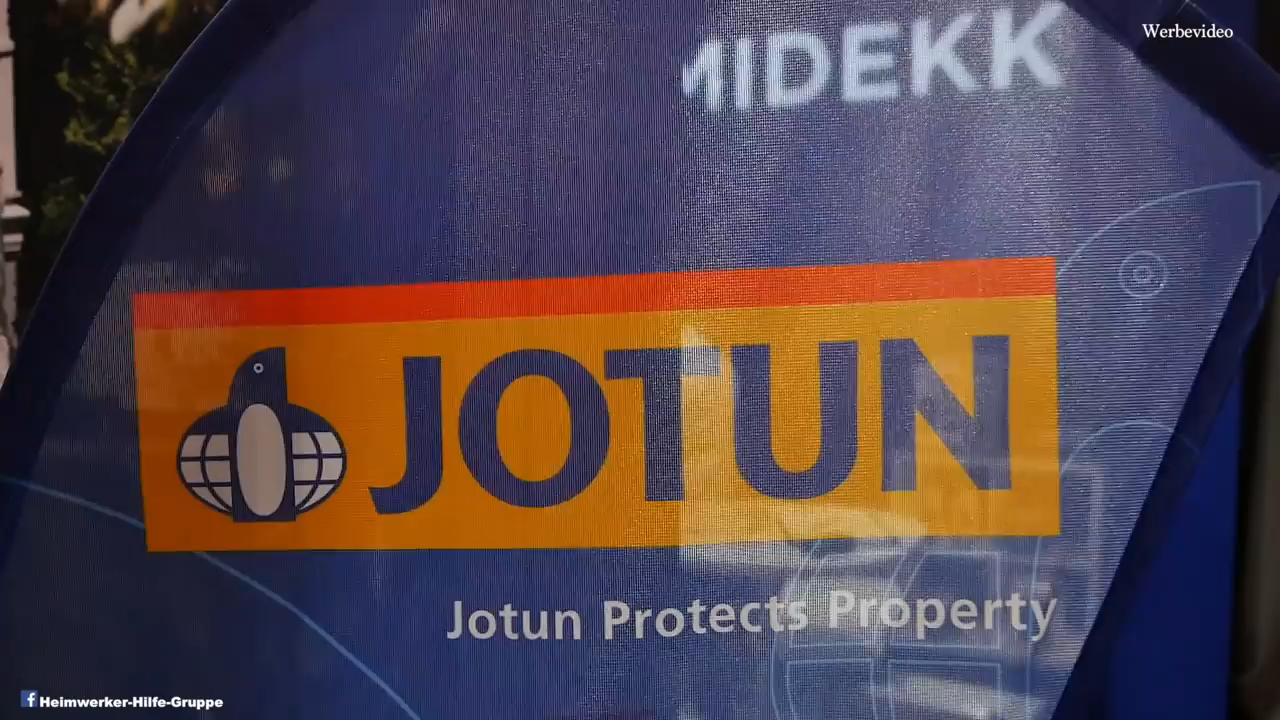 Werbevideo
MIDEKK
JOTUN
Jotun Protects Property
Heimwerker-Hilfe-Gruppe